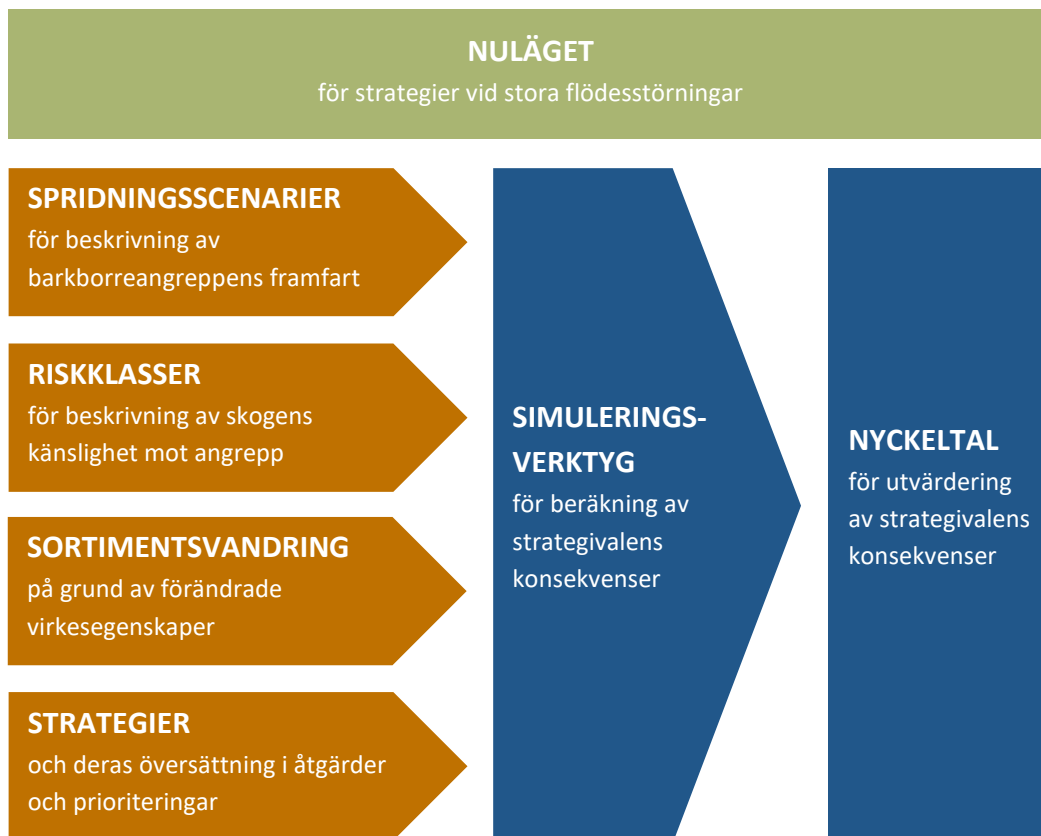 NULÄGET
för strategier vid stora flödesstörningar
SPRIDNINGSSCENARIER
för beskrivning av
barkborreangreppens framfart
RISKKLASSER
för beskrivning av skogens
känslighet mot angrepp
SORTIMENTSVANDRING
på grund av förändrade
virkesegenskaper
STRATEGIER
och deras översättning i åtgärder
och prioriteringar
SIMULERINGS-
VERKTYG
för beräkning av
strategivalens
konsekvenser
NYCKELTAL
för utvärdering
av strategivalens
konsekvenser